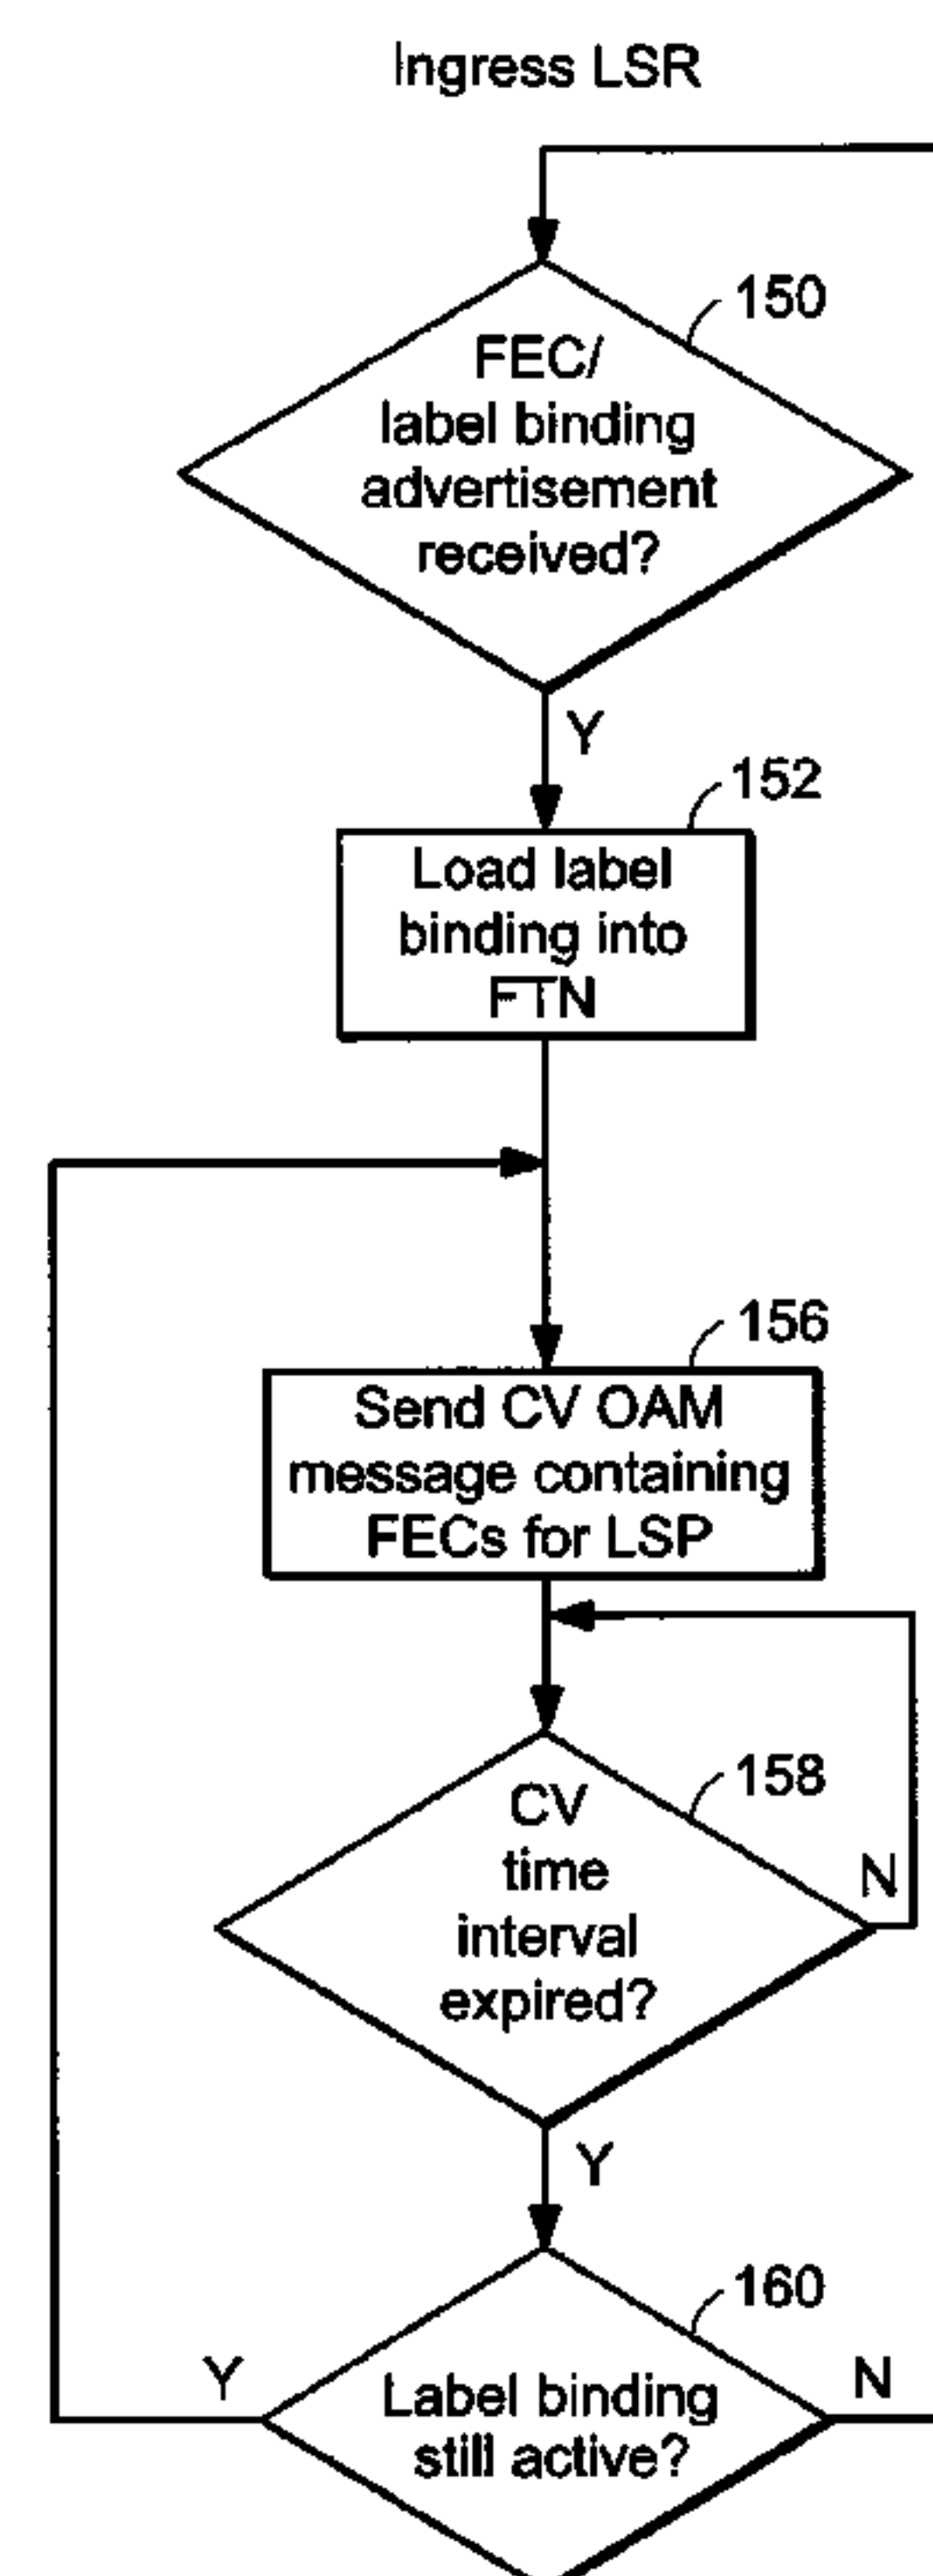 Ingress LSR
150
FEC/
label binding
advertisement
received?
Y
152
Load label
binding into
FTN
156
Send CV OAM
message containing
FECs for LSP
158
CV
time
interval
expired?
N
Y
160
Y
N
Label binding
still active?